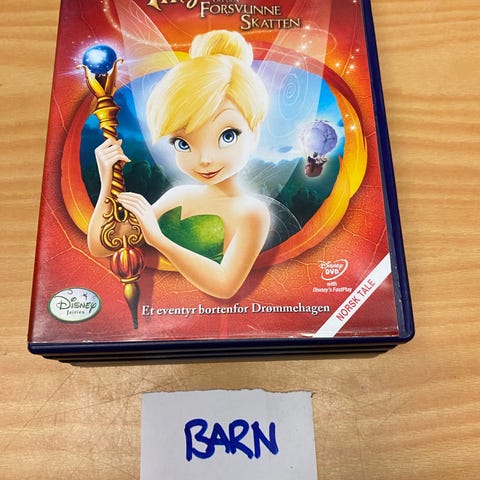 FORSVUNNE
SKATTEN
Disney
DVD
with
Disney's FastPlay
NORSK TALE
Disney
fairies
Et eventyr bortenfor Drømmehagen
BARN